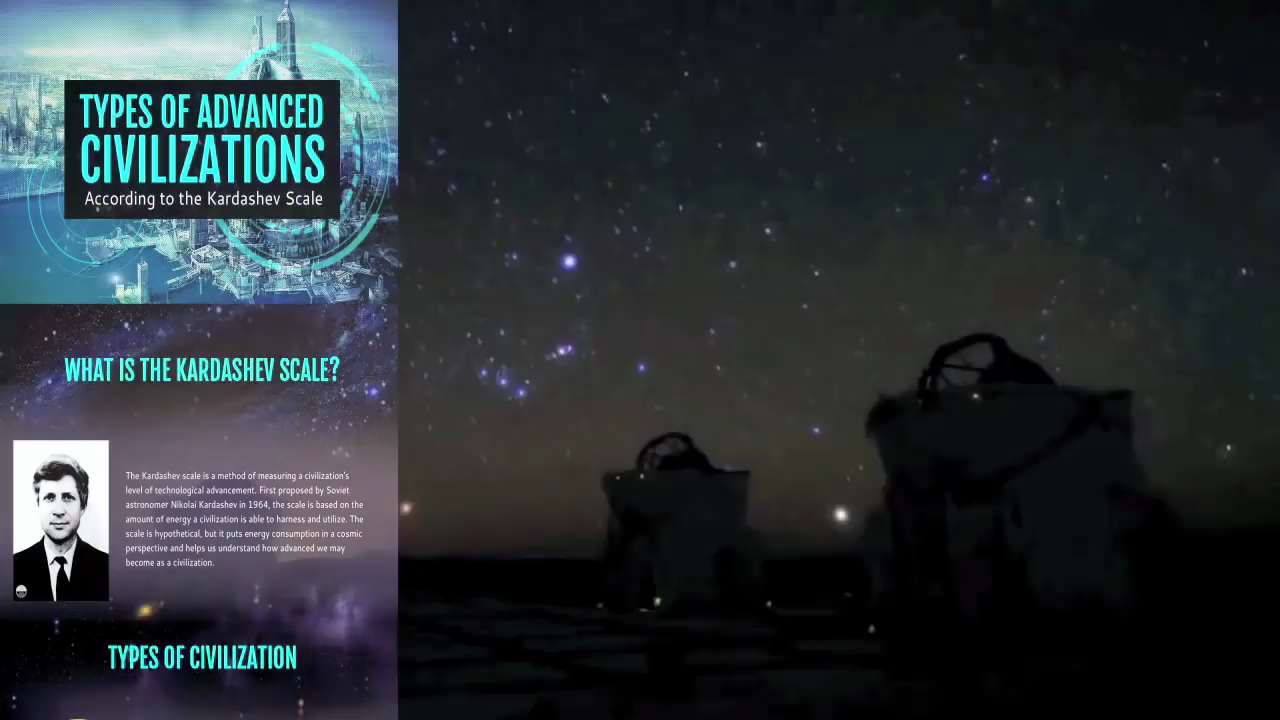 TYPES OF ADVANCED
CIVILIZATIONS
According to the Kardashev Scale
WHAT IS THE KARDASHEV SCALE?
The Kardashev scale is a method of measuring a civilization's
level of technological advancement. First proposed by Soviet
astronomer Nikolai Kardashev in 1964, the scale is based on the
amount of energy a civilization is able to harness and utilize. The
scale is hypothetical, but it puts energy consumption in a cosmic
perspective and helps us understand how advanced we may
become as a civilization.
TYPES OF CIVILIZATION